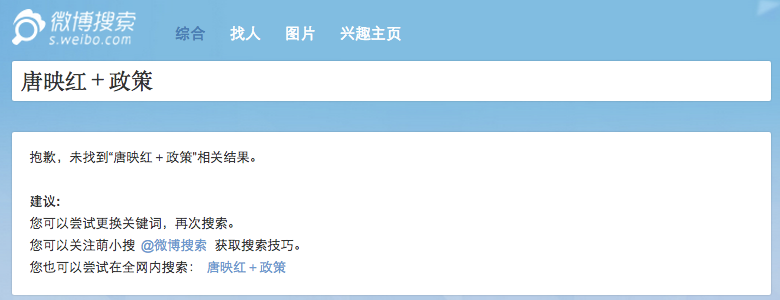 微博搜索
s.weibo.com
综合 找人 图片 兴趣主页
唐映红＋政策
抱歉，未找到“唐映红＋政策”相关结果。
建议:
您可以尝试更换关键词，再次搜索。
您可以关注萌小搜 @微博搜索 获取搜索技巧。
您也可以尝试在全网内搜索： 唐映红＋政策